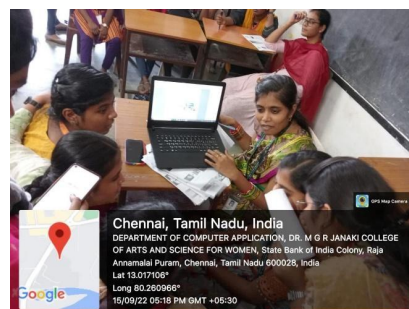 GPS Map Camera
Chennai, Tamil Nadu, India
DEPARTMENT OF COMPUTER APPLICATION, DR. M G R JANAKI COLLEGE
OF ARTS AND SCIENCE FOR WOMEN, State Bank of India Colony, Raja
Annamalai Puram, Chennai, Tamil Nadu 600028, India
Lat 13.017106°
Long 80.260966°
15/09/22 05:18 PM GMT +05:30
Google